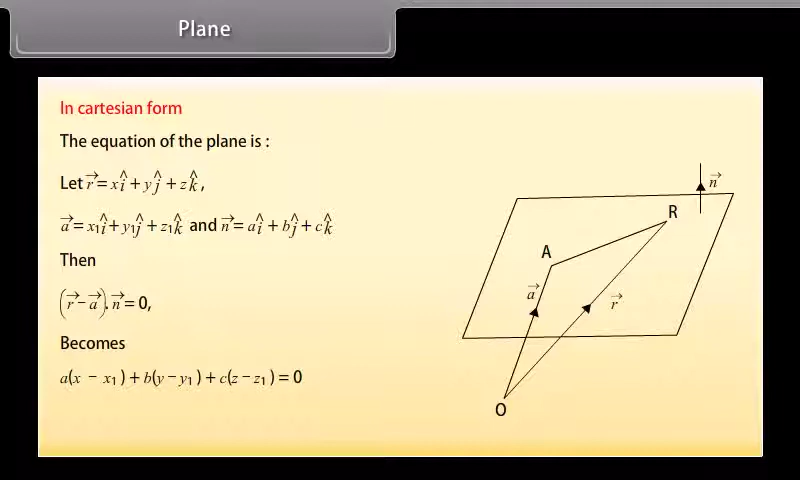 Plane
In cartesian form
The equation of the plane is :
Let r⃗ = xî + yĵ + zk̂ ,
a⃗ = x₁î + y₁ĵ + z₁k̂ and n⃗ = aî + bĵ + ck̂
Then
(r⃗ − a⃗). n⃗ = 0,
Becomes
a(x − x₁) + b(y − y₁) + c(z − z₁) = 0
n⃗
R
A
a⃗
r⃗
O